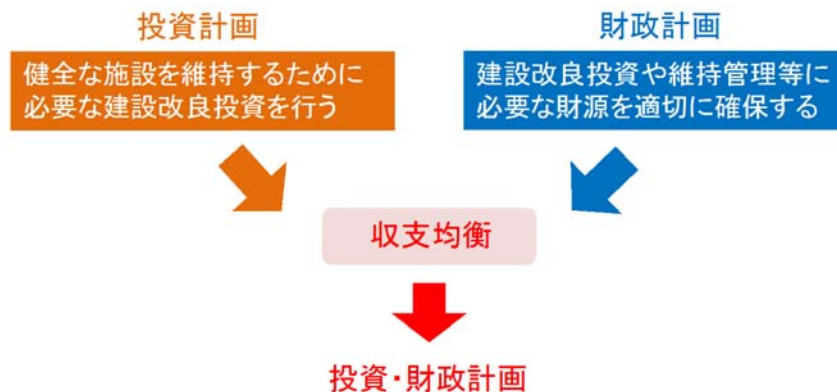 投資計画
健全な施設を維持するために
必要な建設改良投資を行う
財政計画
建設改良投資や維持管理等に
必要な財源を適切に確保する
収支均衡
投資・財政計画